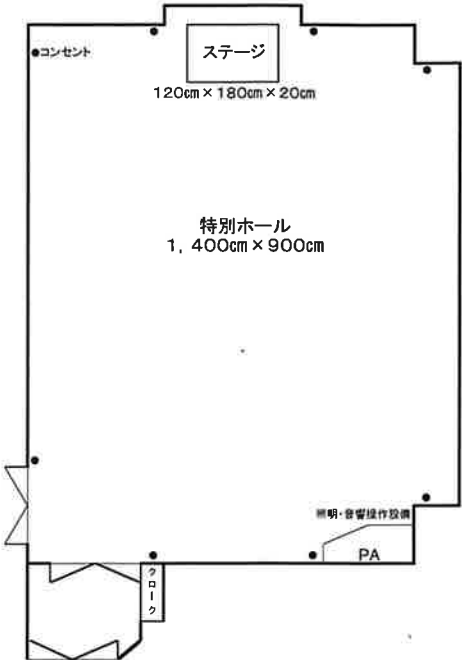 ステージ
●コンセント
120cm×180cm×20cm
特別ホール
1,400cm×900cm
照明・音響操作設備
PA
クローク